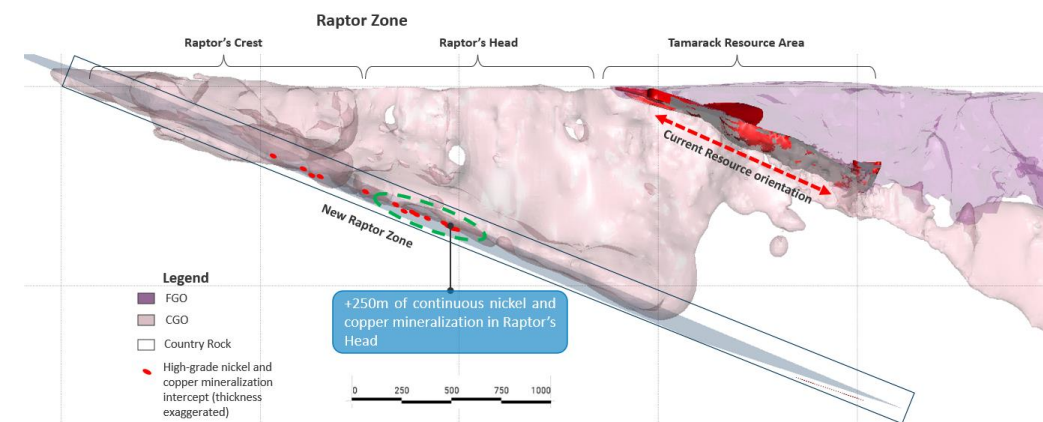 Raptor Zone
Raptor's Crest
Raptor's Head
Tamarack Resource Area
Current Resource orientation
New Raptor Zone
+250m of continuous nickel and
copper mineralization in Raptor's
Head
Legend
FGO
CGO
Country Rock
High-grade nickel and
copper mineralization
intercept (thickness
exaggerated)
0 250 500 750 1000